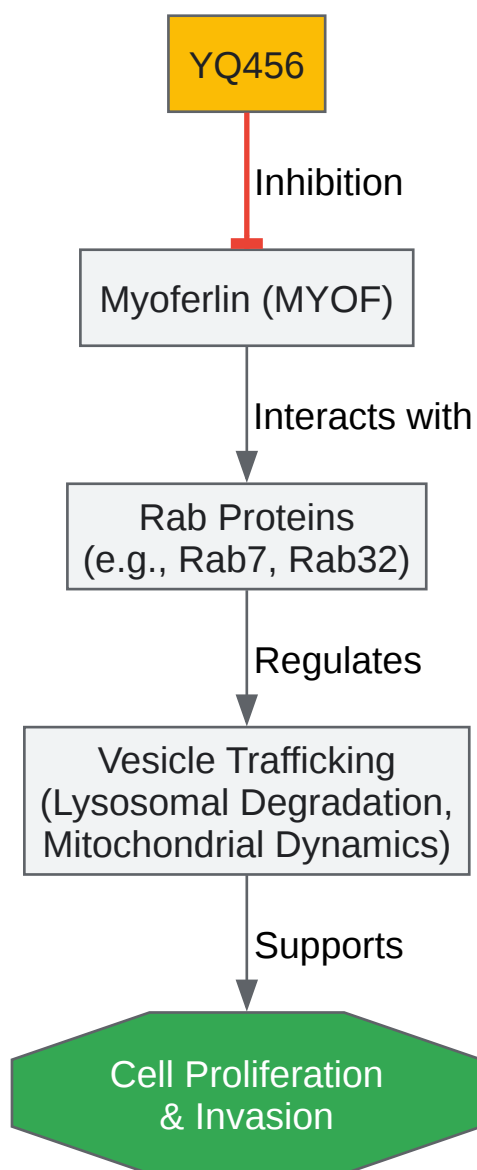 YQ456
Inhibition
Myoferlin (MYOF)
Interacts with
Rab Proteins
(e.g., Rab7, Rab32)
Regulates
Vesicle Trafficking
(Lysosomal Degradation,
Mitochondrial Dynamics)
Supports
Cell Proliferation
& Invasion